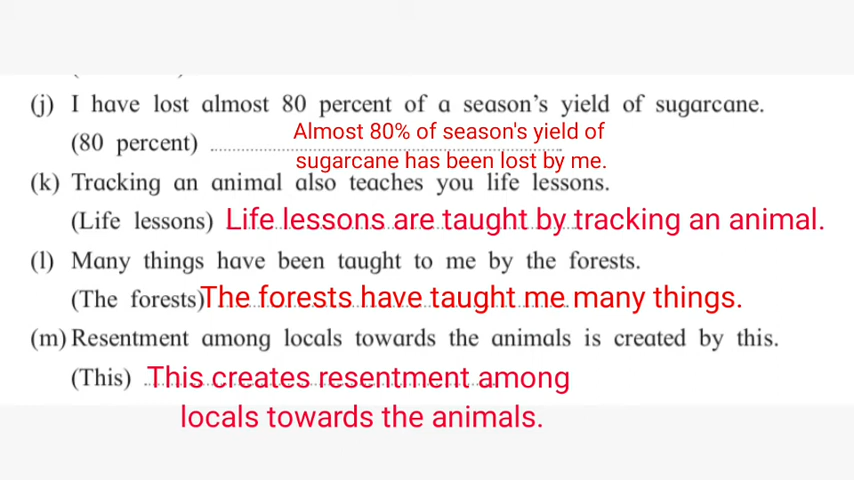 (j) I have lost almost 80 percent of a season's yield of sugarcane.
Almost 80% of season's yield of
(80 percent) ........................................
sugarcane has been lost by me.
(k) Tracking an animal also teaches you life lessons.
(Life lessons) Life lessons are taught by tracking an animal.
(l) Many things have been taught to me by the forests.
(The forests) The forests have taught me many things.
(m) Resentment among locals towards the animals is created by this.
(This) This creates resentment among
locals towards the animals.